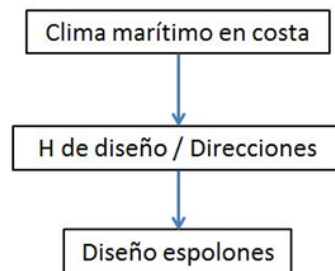 Clima marítimo en costa
H de diseño / Direcciones
Diseño espolones